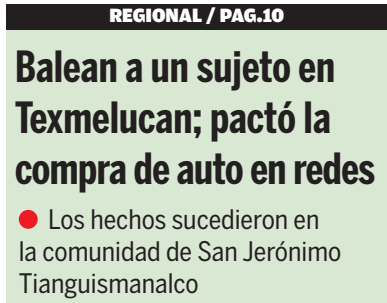 REGIONAL / PAG.10
Balean a un sujeto en
Texmelucan; pactó la
compra de auto en redes
● Los hechos sucedieron en
la comunidad de San Jerónimo
Tianguismanalco